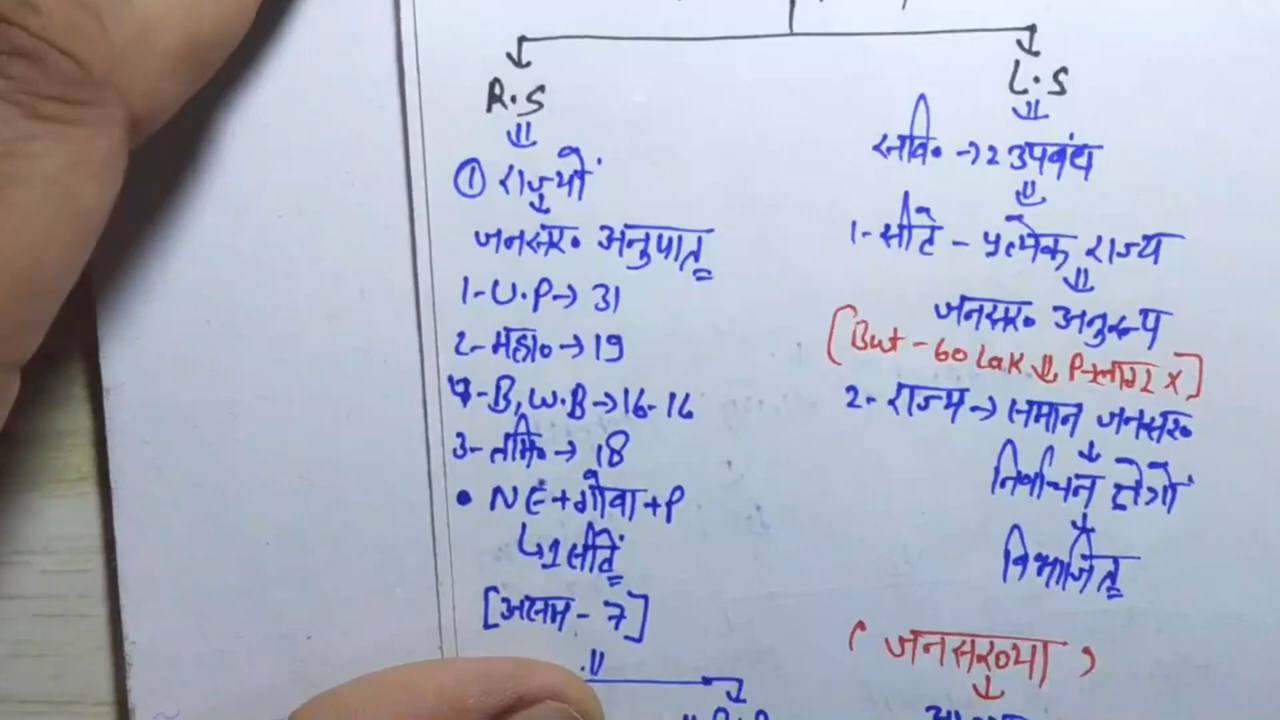 R.S
① राज्यों
जनसं॰ अनुपात
1-U.P→31
2-महा॰→19
4-B,W.B→16-16
3-तमि॰→18
• NE+गोवा+P
↳1सीटें
[असम-7]
L.S
संवि॰→2 उपबंध
1-सीटें-प्रत्येक राज्य
जनसं॰ अनुरूप
[But-60 Lak
2-राज्य→समान जनसं॰
निर्वाचन क्षेत्रों
विभाजित
(जनसंख्या)